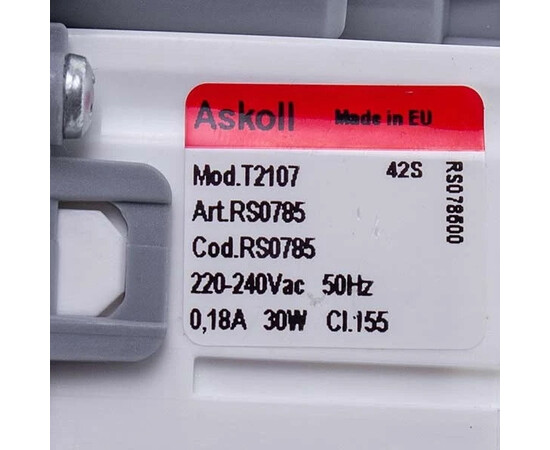 Askoll Made in EU
Mod.T2107 42S
Art.RS0785
Cod.RS0785
220-240Vac 50Hz
0,18A 30W Cl.155
RS078600